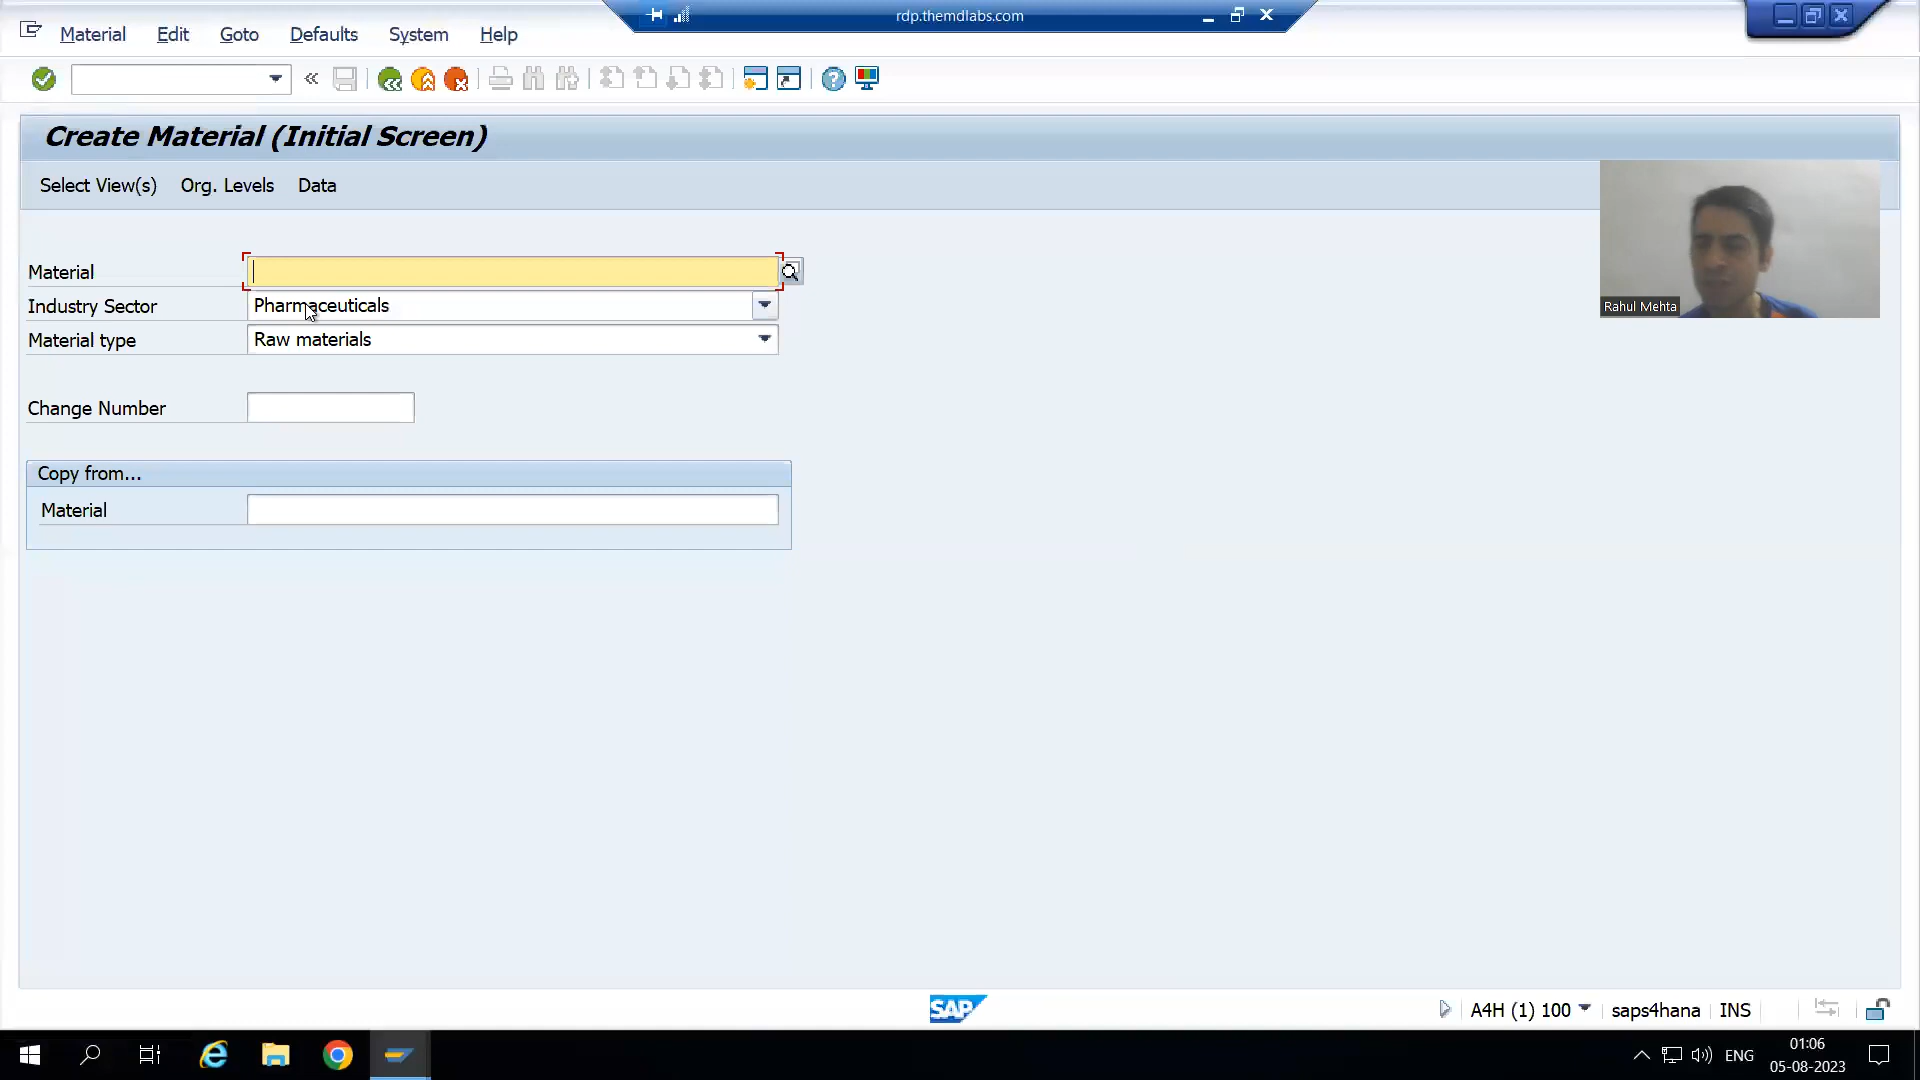 rdp.themdlabs.com
Material Edit Goto Defaults System Help
Create Material (Initial Screen)
Select View(s) Org. Levels Data
Material
Industry Sector Pharmaceuticals
Material type Raw materials
Rahul Mehta
Change Number
Copy from...
Material
SAP
A4H (1) 100 saps4hana INS
ENG
01:06
05-08-2023